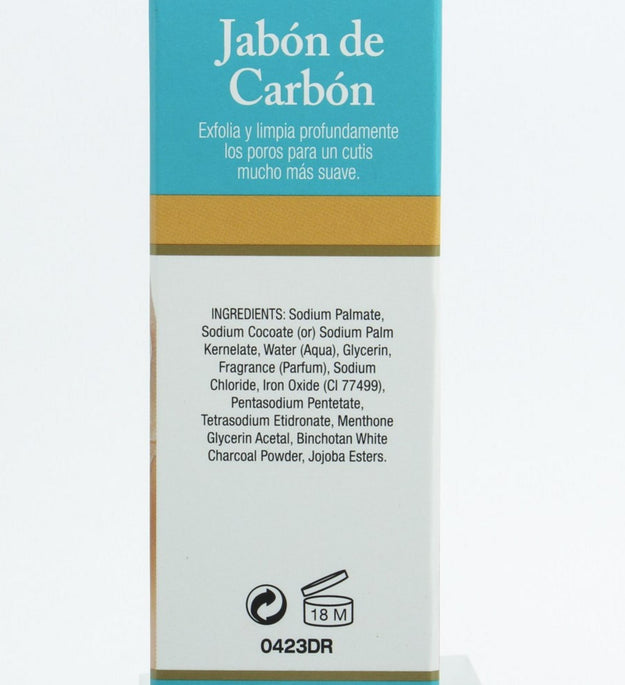 Jabón de
Carbón
Exfolia y limpia profundamente
los poros para un cutis
mucho más suave.
INGREDIENTS: Sodium Palmate,
Sodium Cocoate (or) Sodium Palm
Kernelate, Water (Aqua), Glycerin,
Fragrance (Parfum), Sodium
Chloride, Iron Oxide (CI 77499),
Pentasodium Pentetate,
Tetrasodium Etidronate, Menthone
Glycerin Acetal, Binchotan White
Charcoal Powder, Jojoba Esters.
18 M
0423DR